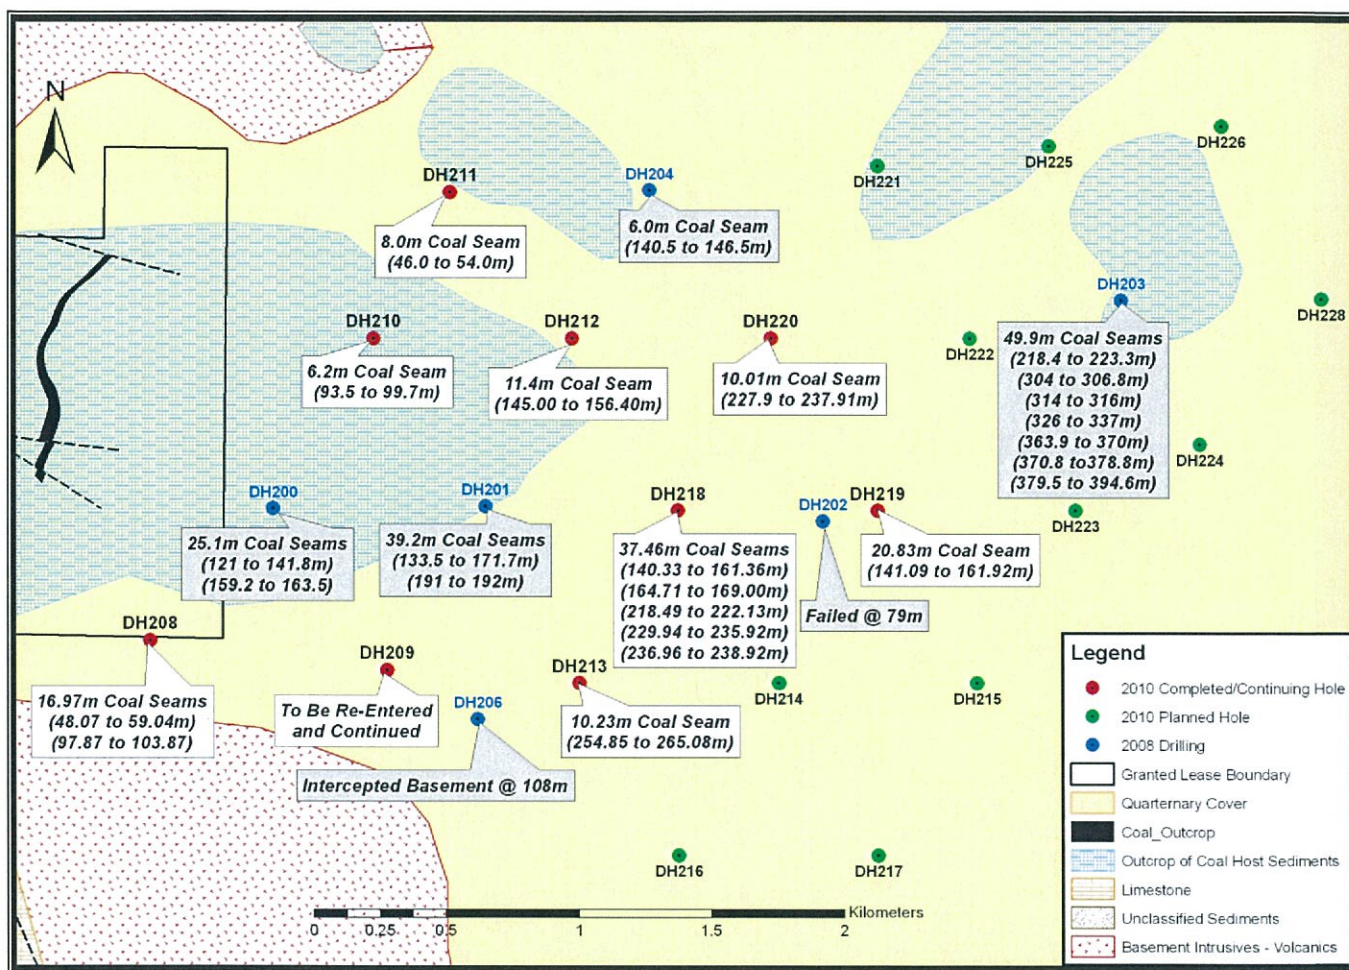 N
DH226
DH225
DH221
DH211
DH204
8.0m Coal Seam
(46.0 to 54.0m)
6.0m Coal Seam
(140.5 to 146.5m)
DH203
DH228
DH210
DH212
DH220
DH222
49.9m Coal Seams
(218.4 to 223.3m)
(304 to 306.8m)
(314 to 316m)
(326 to 337m)
(363.9 to 370m)
(370.8 to378.8m)
(379.5 to 394.6m)
6.2m Coal Seam
(93.5 to 99.7m)
11.4m Coal Seam
(145.00 to 156.40m)
10.01m Coal Seam
(227.9 to 237.91m)
DH224
DH200
DH201
DH218
DH202
DH219
DH223
25.1m Coal Seams
(121 to 141.8m)
(159.2 to 163.5)
39.2m Coal Seams
(133.5 to 171.7m)
(191 to 192m)
37.46m Coal Seams
(140.33 to 161.36m)
(164.71 to 169.00m)
(218.49 to 222.13m)
(229.94 to 235.92m)
(236.96 to 238.92m)
20.83m Coal Seam
(141.09 to 161.92m)
Failed @ 79m
DH208
DH209
DH213
DH214
DH215
16.97m Coal Seams
(48.07 to 59.04m)
(97.87 to 103.87)
To Be Re-Entered
and Continued
DH206
10.23m Coal Seam
(254.85 to 265.08m)
Intercepted Basement @ 108m
DH216
DH217
Kilometers
0 0.25 0.5 1 1.5 2
Legend
2010 Completed/Continuing Hole
2010 Planned Hole
2008 Drilling
Granted Lease Boundary
Quarternary Cover
Coal_Outcrop
Outcrop of Coal Host Sediments
Limestone
Unclassified Sediments
Basement Intrusives - Volcanics